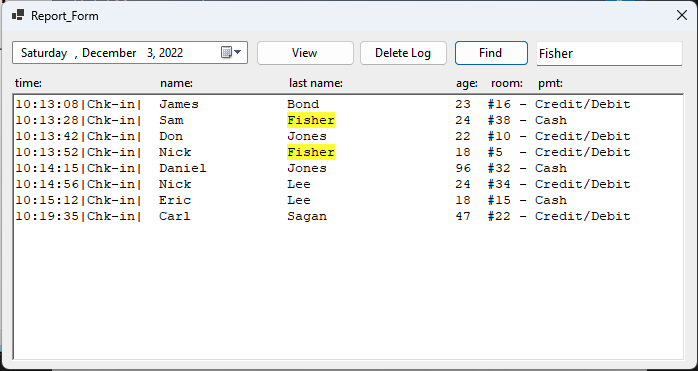 Report_Form
Saturday , December 3, 2022 View Delete Log Find Fisher
time: name: last name: age: room: pmt:
10:13:08|Chk-in| James Bond 23 #16 - Credit/Debit
10:13:28|Chk-in| Sam Fisher 24 #38 - Cash
10:13:42|Chk-in| Don Jones 22 #10 - Credit/Debit
10:13:52|Chk-in| Nick Fisher 18 #5 - Credit/Debit
10:14:15|Chk-in| Daniel Jones 96 #32 - Cash
10:14:56|Chk-in| Nick Lee 24 #34 - Credit/Debit
10:15:12|Chk-in| Eric Lee 18 #15 - Cash
10:19:35|Chk-in| Carl Sagan 47 #22 - Credit/Debit